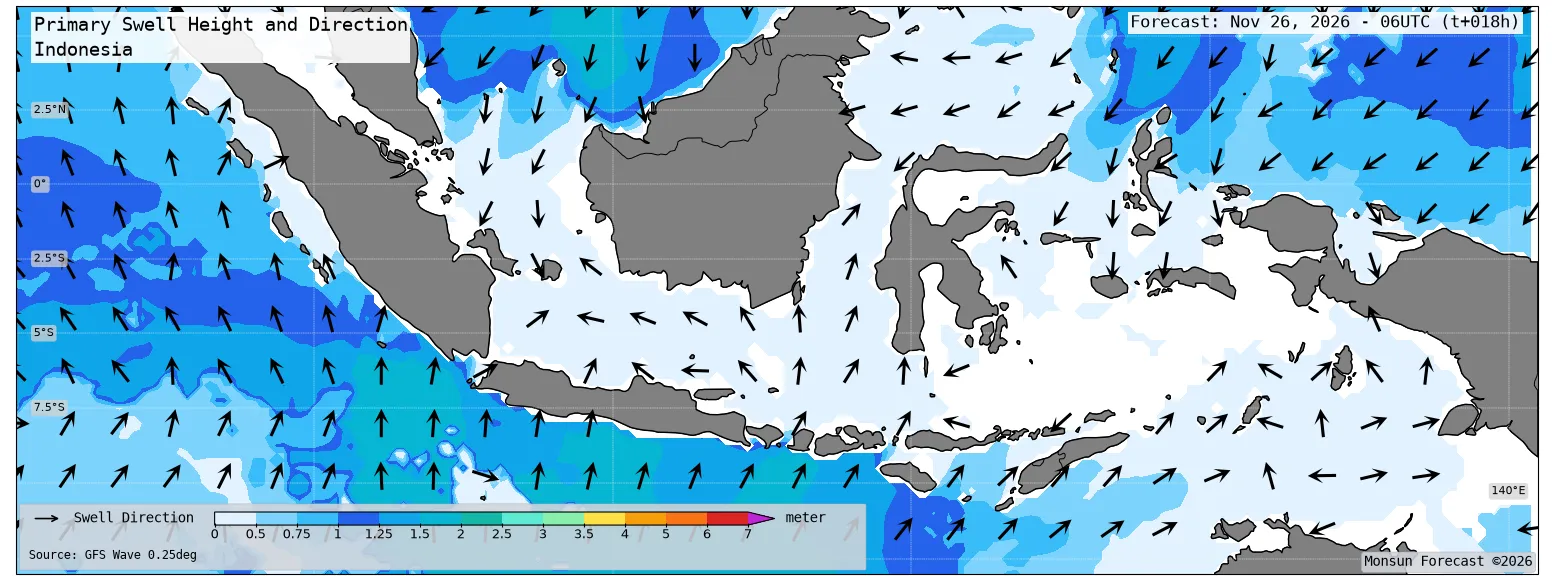 Primary Swell Height and Direction
Indonesia
Forecast: Nov 26, 2026 - 06UTC (t+018h)
2.5°N
0°
2.5°S
5°S
7.5°S
140°E
Swell Direction
meter
0 0.5 0.75 1 1.25 1.5 2 2.5 3 3.5 4 5 6 7
Source: GFS Wave 0.25deg
Monsun Forecast ©2026